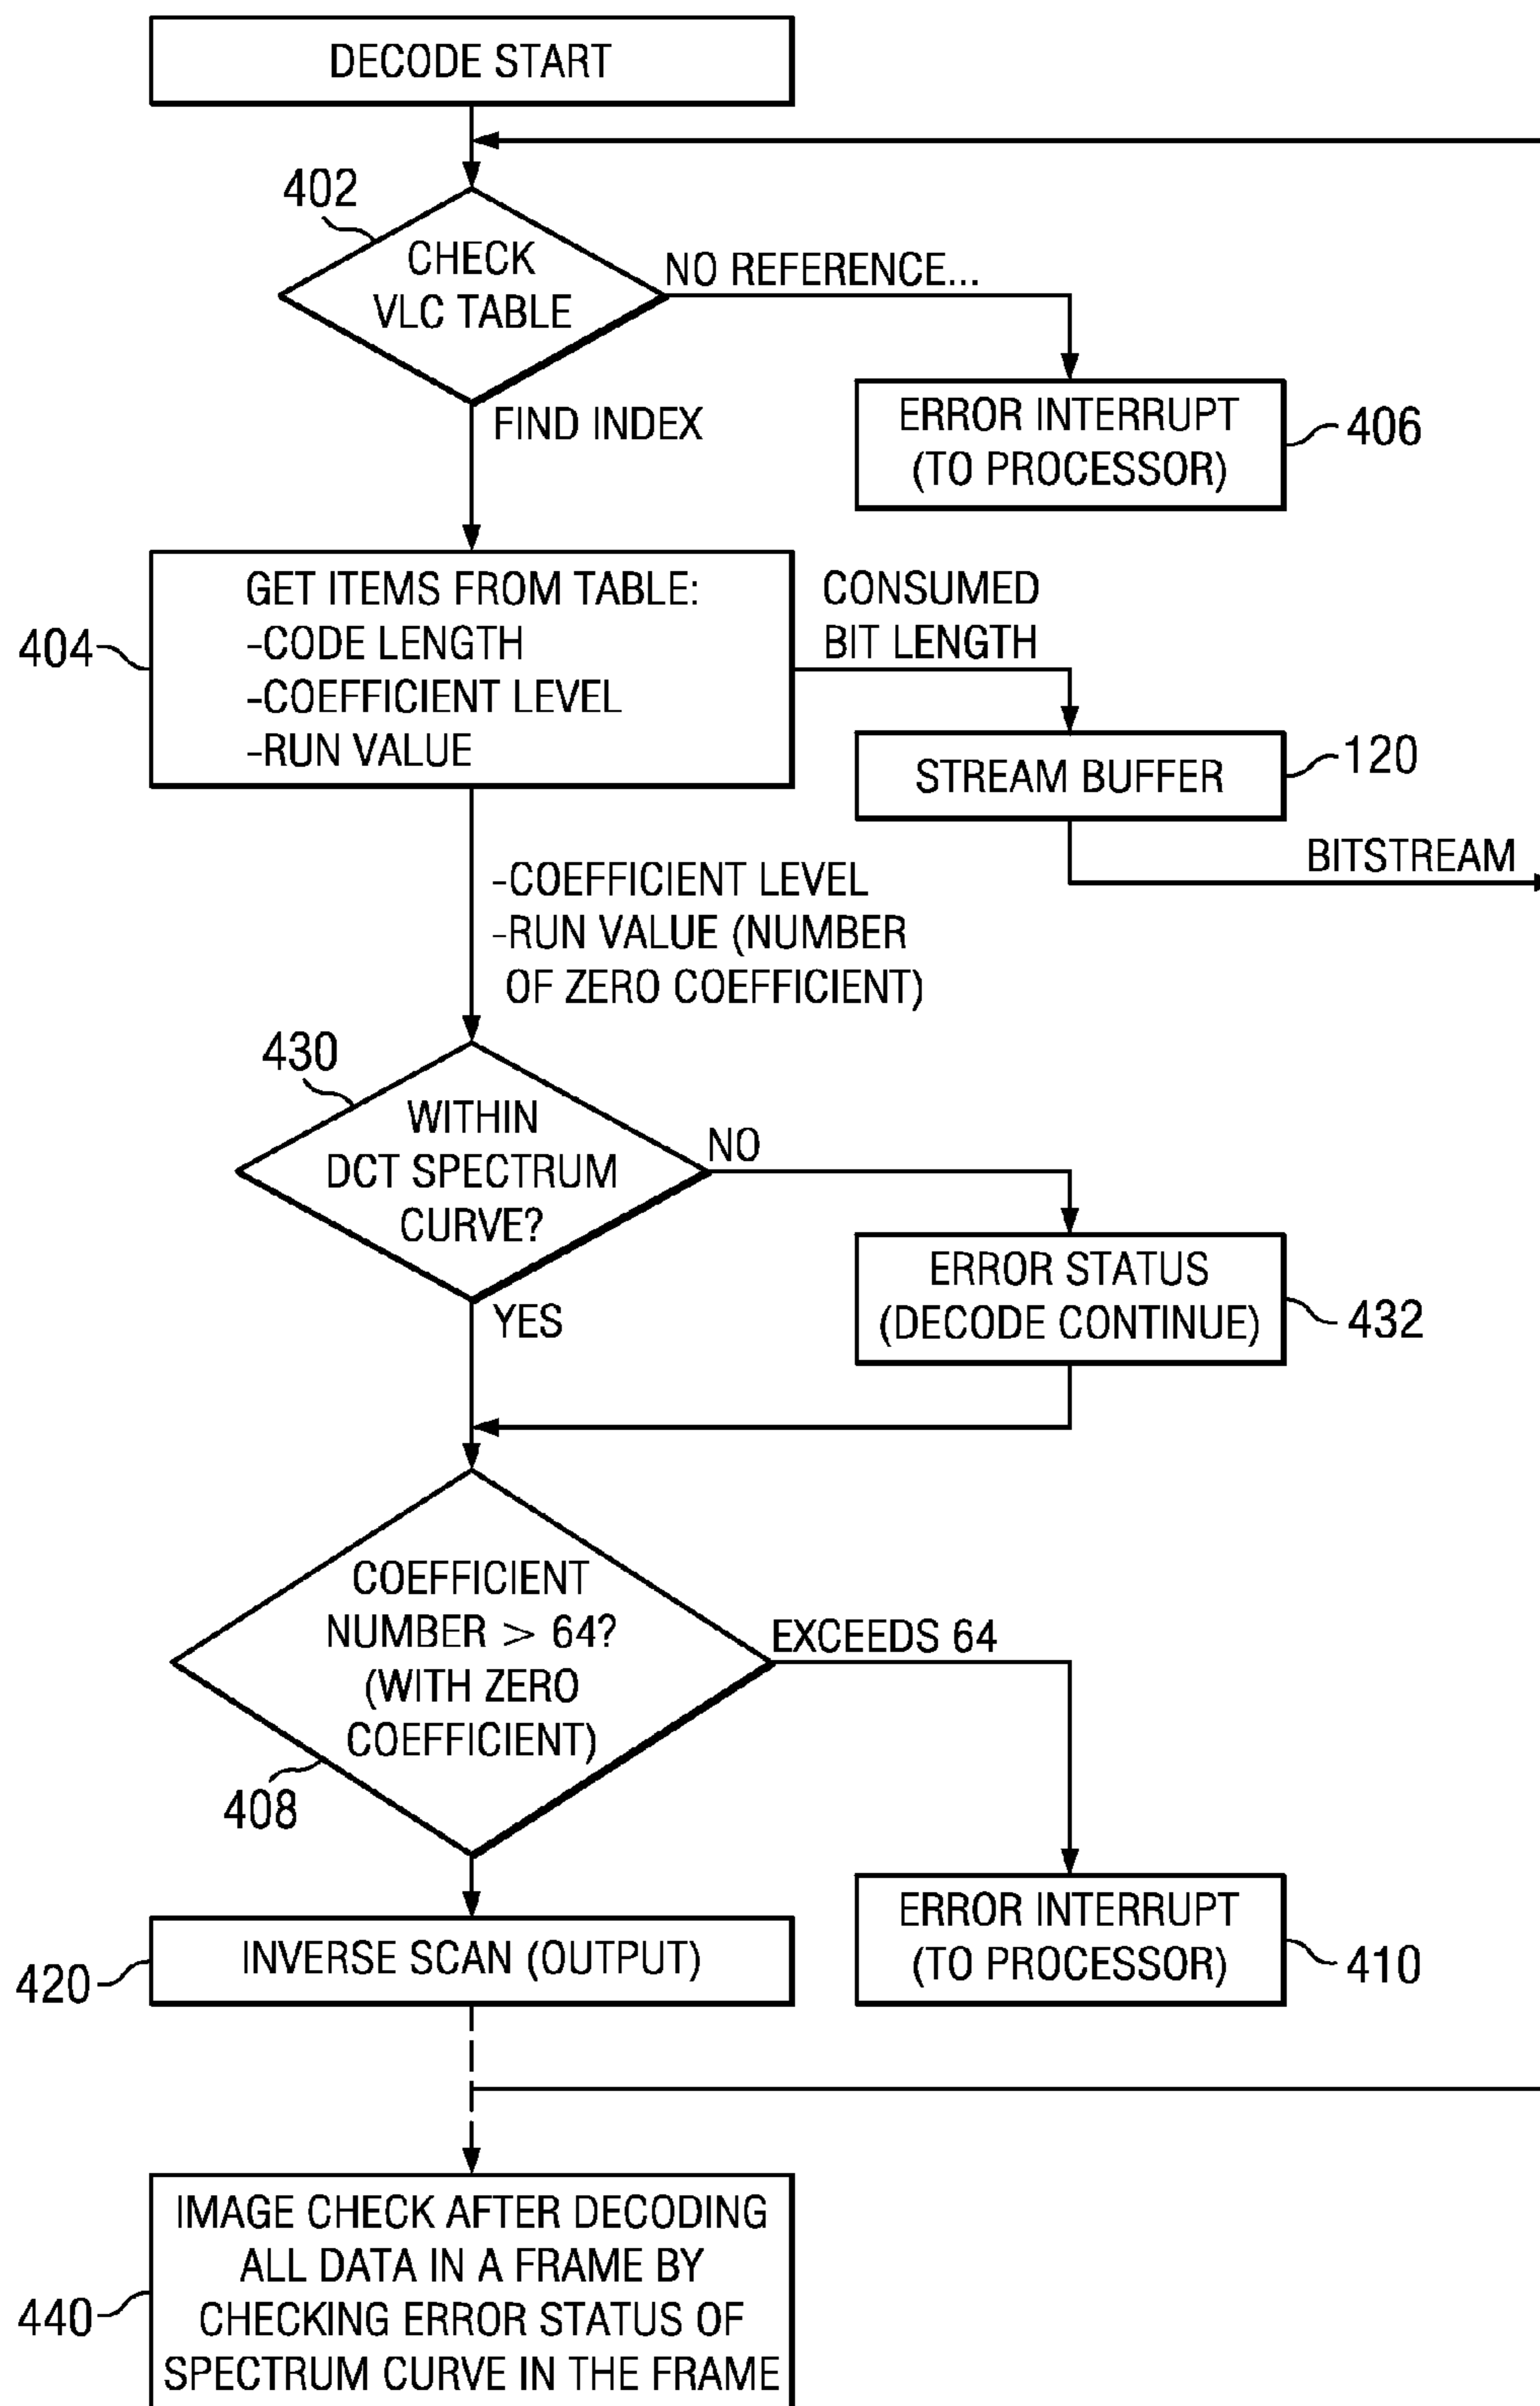 DECODE START
402
CHECK
VLC TABLE
NO REFERENCE...
FIND INDEX
ERROR INTERRUPT
(TO PROCESSOR)
406
404
GET ITEMS FROM TABLE:
-CODE LENGTH
-COEFFICIENT LEVEL
-RUN VALUE
CONSUMED
BIT LENGTH
STREAM BUFFER
120
BITSTREAM
-COEFFICIENT LEVEL
-RUN VALUE (NUMBER
OF ZERO COEFFICIENT)
430
WITHIN
DCT SPECTRUM
CURVE?
NO
YES
ERROR STATUS
(DECODE CONTINUE)
432
COEFFICIENT
NUMBER > 64?
(WITH ZERO
COEFFICIENT)
EXCEEDS 64
408
ERROR INTERRUPT
(TO PROCESSOR)
410
420
INVERSE SCAN (OUTPUT)
440
IMAGE CHECK AFTER DECODING
ALL DATA IN A FRAME BY
CHECKING ERROR STATUS OF
SPECTRUM CURVE IN THE FRAME